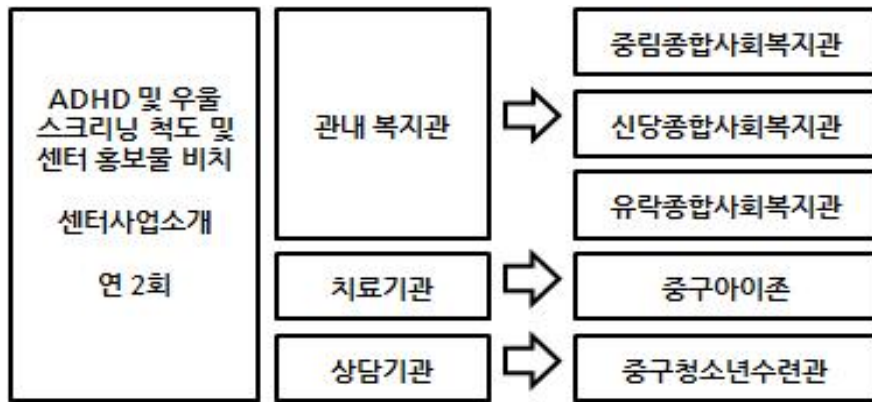 ADHD 및 우울
스크리닝 척도 및
센터 홍보물 비치
센터사업소개
연 2회
관내 복지관
중림종합사회복지관
신당종합사회복지관
유락종합사회복지관
치료기관
중구아이존
상담기관
중구청소년수련관